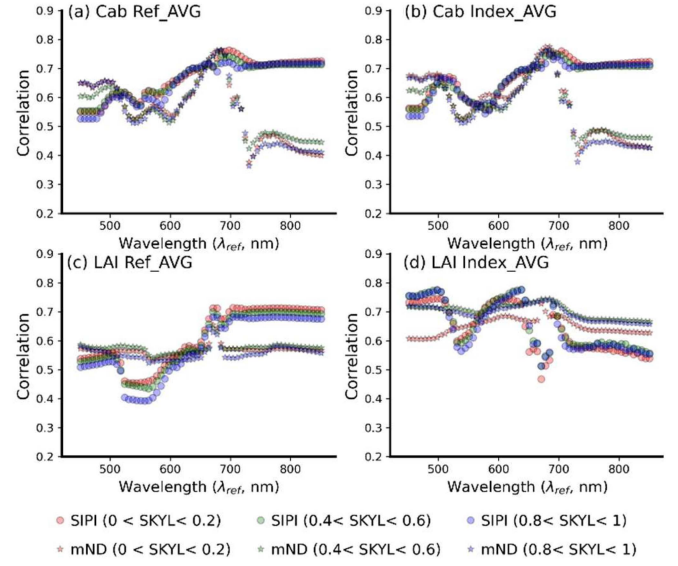 (a) Cab Ref_AVG
(b) Cab Index_AVG
0.9
0.8
0.7
0.6
0.5
0.4
0.3
0.2
Correlation
500 600 700 800
Wavelength (λref, nm)
0.9
0.8
0.7
0.6
0.5
0.4
0.3
0.2
Correlation
500 600 700 800
Wavelength (λref, nm)
(c) LAI Ref_AVG
(d) LAI Index_AVG
0.9
0.8
0.7
0.6
0.5
0.4
0.3
0.2
Correlation
500 600 700 800
Wavelength (λref, nm)
0.9
0.8
0.7
0.6
0.5
0.4
0.3
0.2
Correlation
500 600 700 800
Wavelength (λref, nm)
SIPI (0 < SKYL< 0.2) SIPI (0.4< SKYL< 0.6) SIPI (0.8< SKYL< 1)
mND (0 < SKYL< 0.2) mND (0.4< SKYL< 0.6) mND (0.8< SKYL< 1)